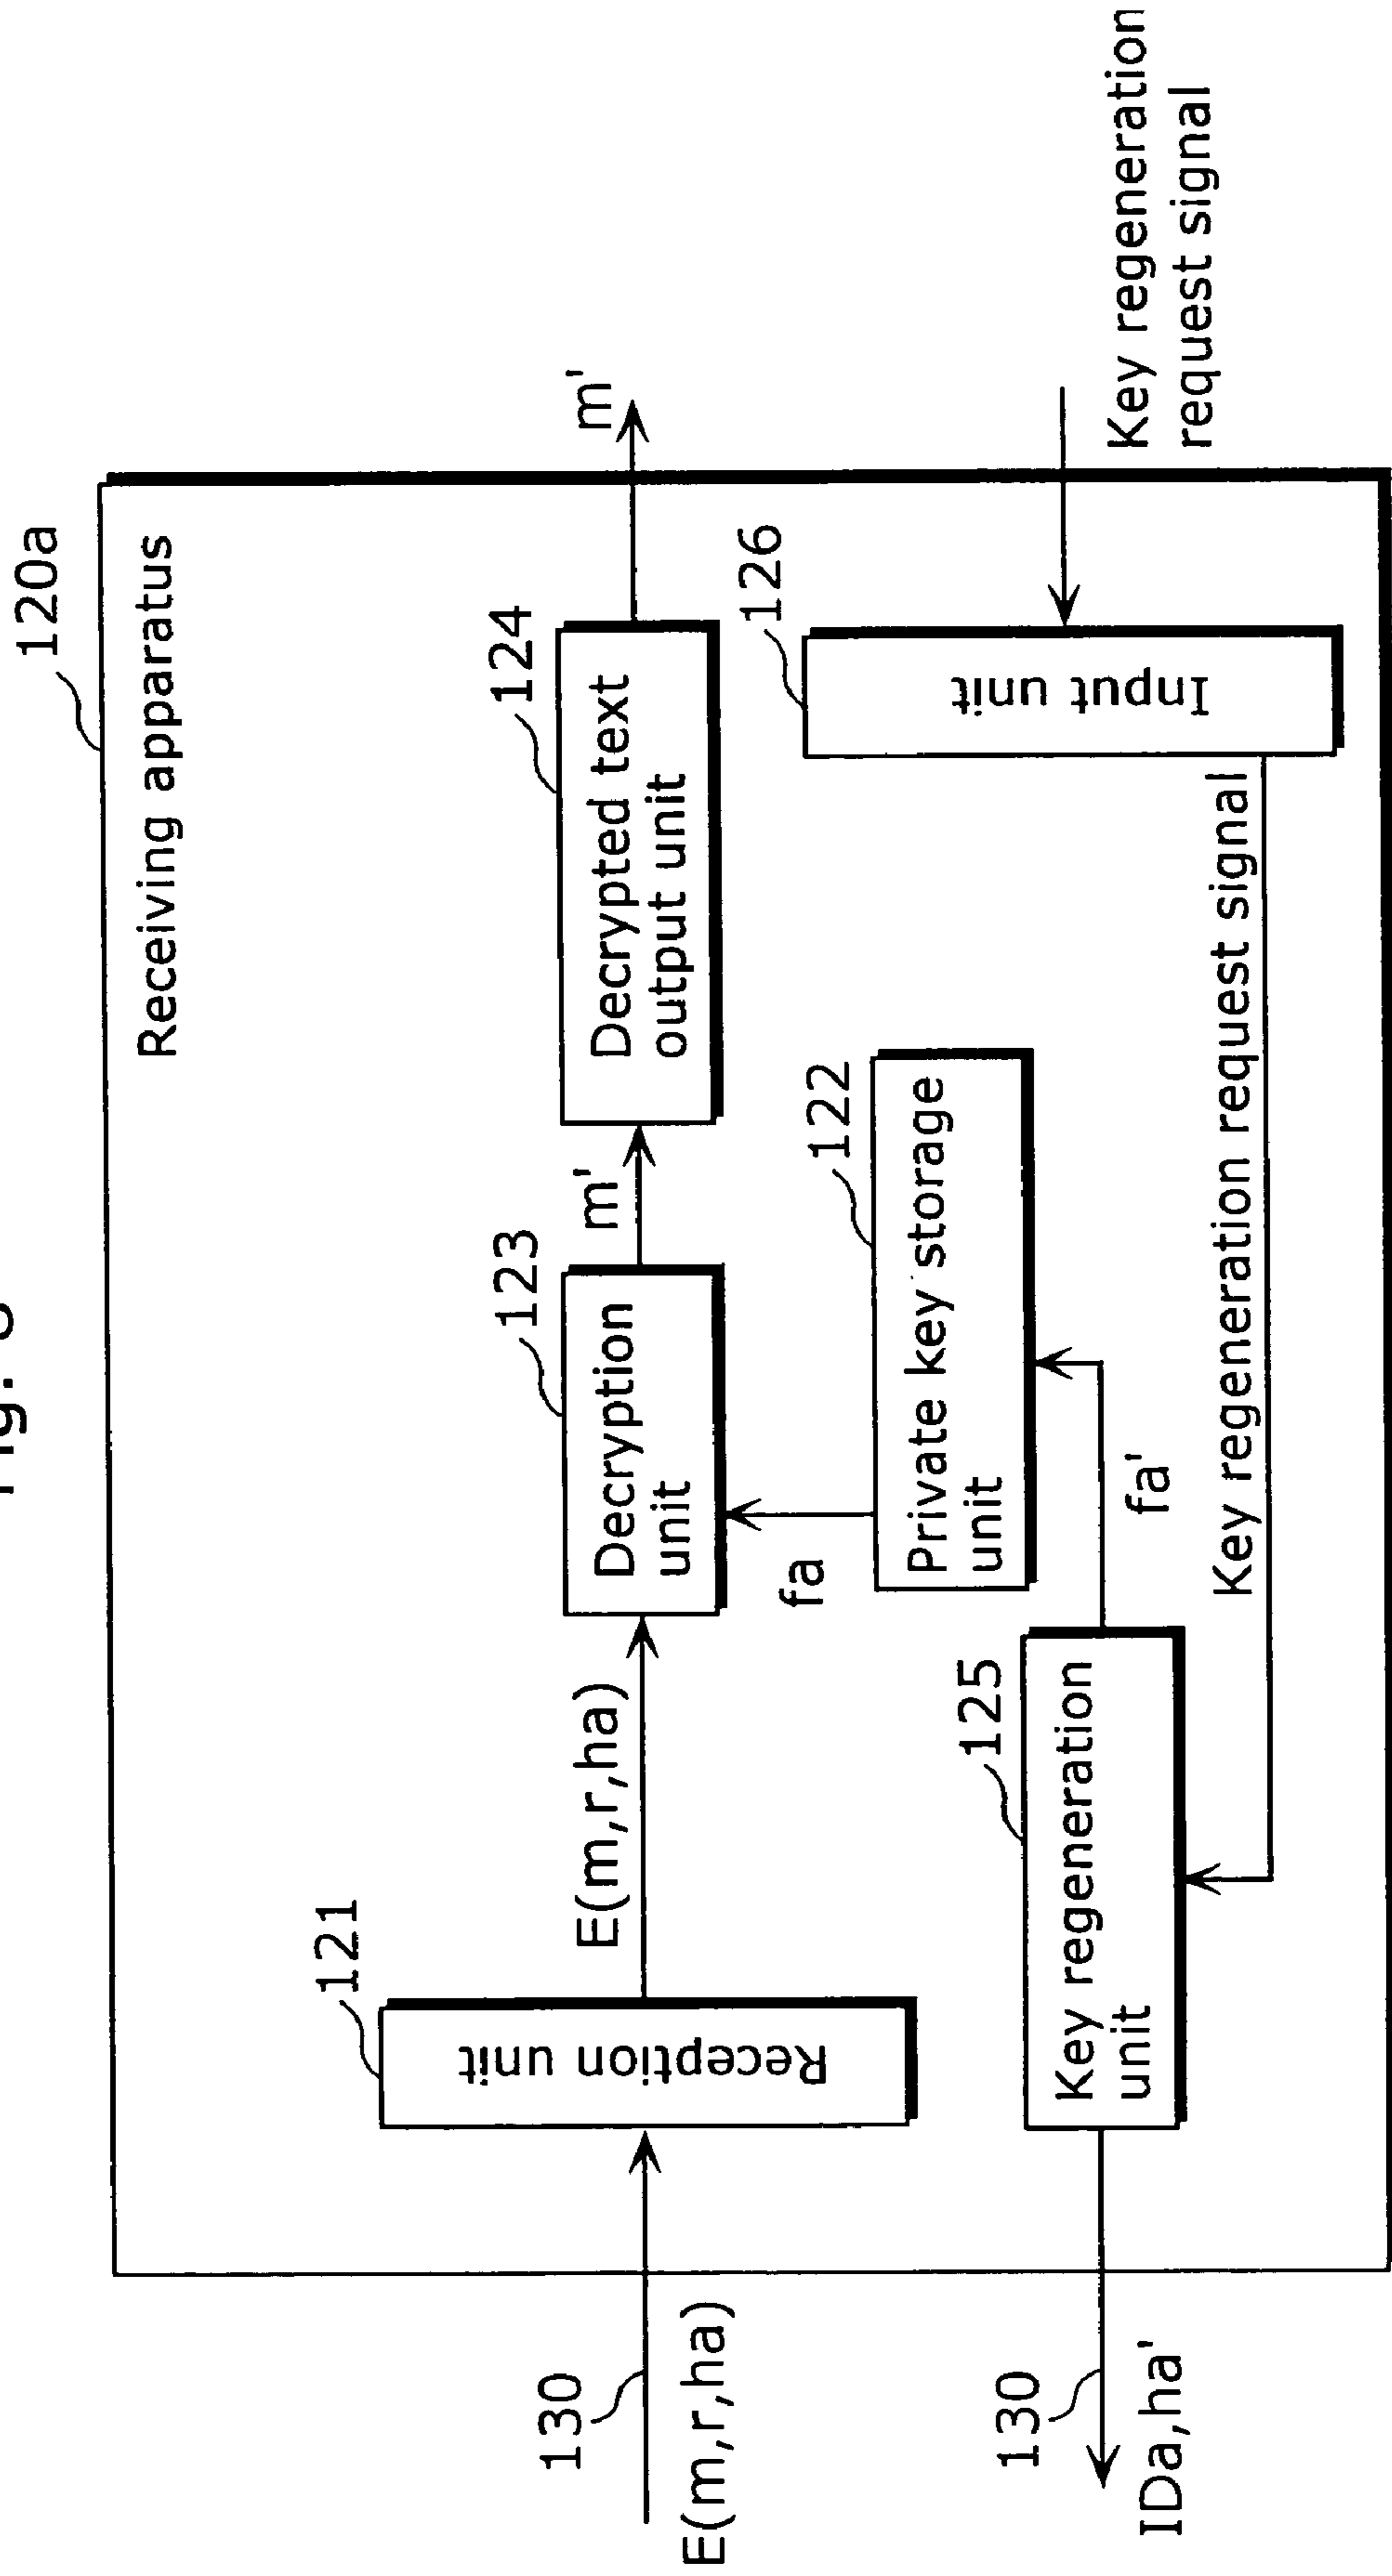 120a
Receiving apparatus
121
Reception unit
130
E(m,r,ha)
E(m,r,ha)
123
Decryption
unit
m'
124
Decrypted text
output unit
m'
fa
122
Private key storage
unit
126
Input unit
Key regeneration
request signal
125
Key regeneration
unit
fa'
Key regeneration request signal
130
IDa,ha'